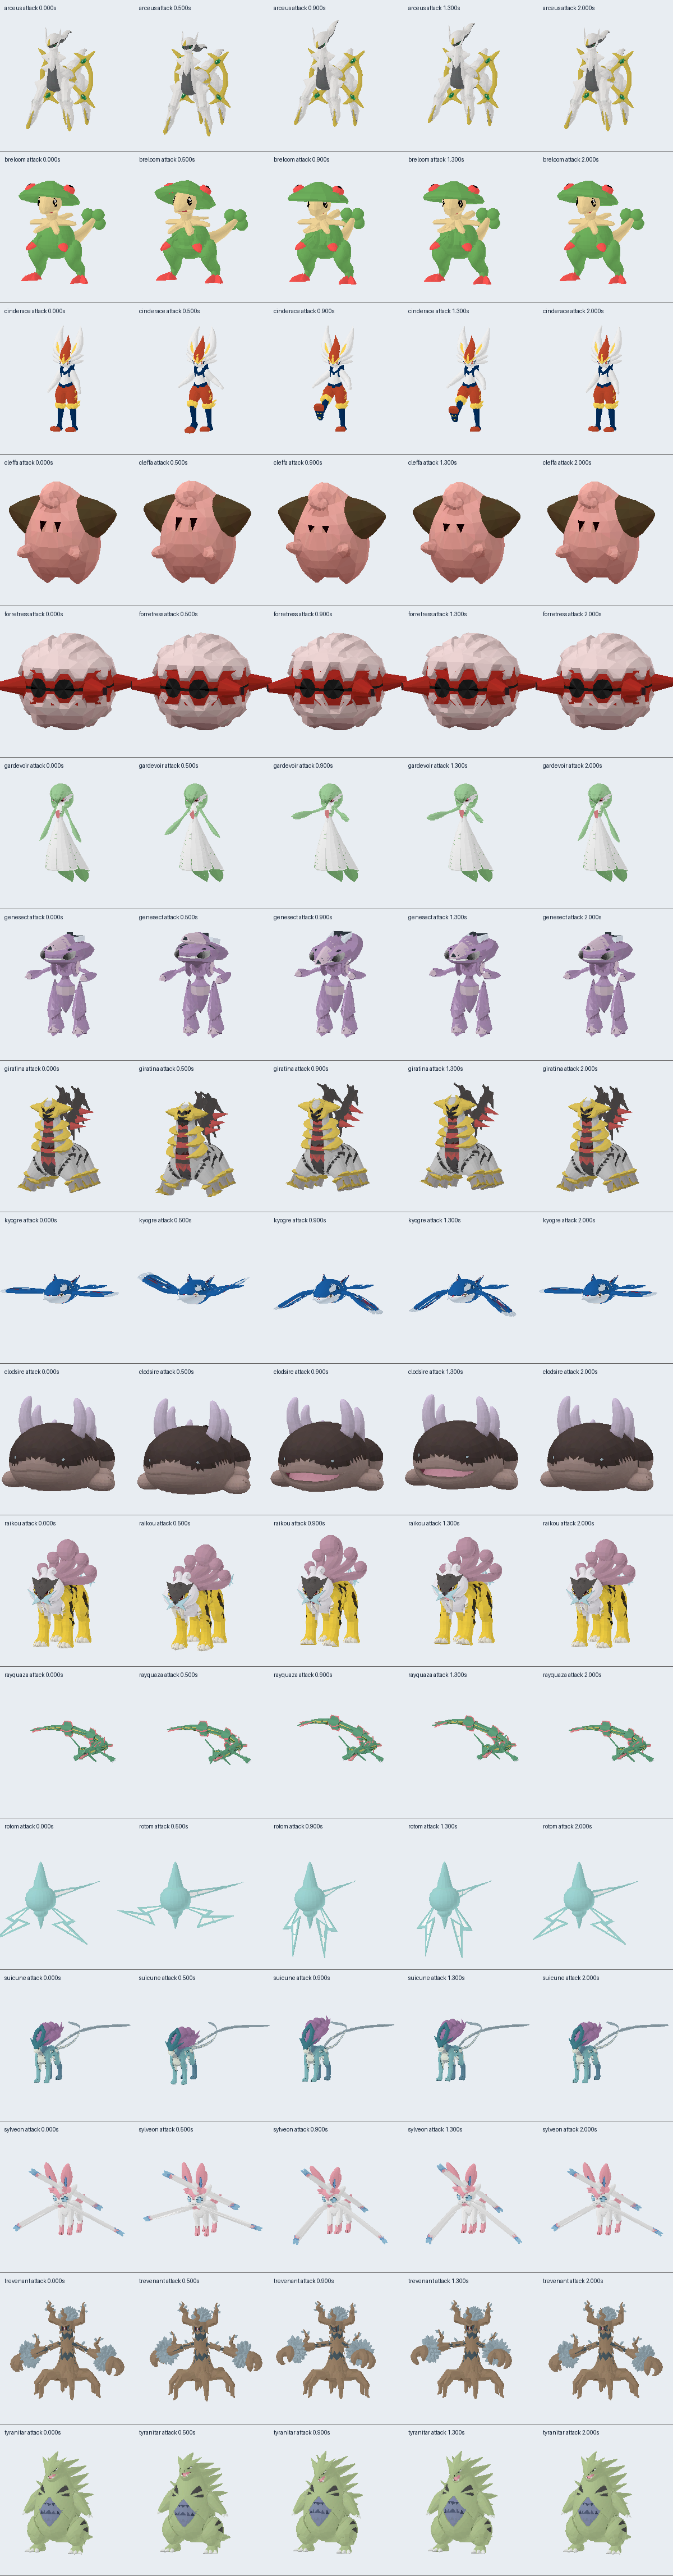 arceus attack 0.000s arceus attack 0.500s arceus attack 0.900s arceus attack 1.300s arceus attack 2.000s
breloom attack 0.000s breloom attack 0.500s breloom attack 0.900s breloom attack 1.300s breloom attack 2.000s
cinderace attack 0.000s cinderace attack 0.500s cinderace attack 0.900s cinderace attack 1.300s cinderace attack 2.000s
cleffa attack 0.000s cleffa attack 0.500s cleffa attack 0.900s cleffa attack 1.300s cleffa attack 2.000s
forretress attack 0.000s forretress attack 0.500s forretress attack 0.900s forretress attack 1.300s forretress attack 2.000s
gardevoir attack 0.000s gardevoir attack 0.500s gardevoir attack 0.900s gardevoir attack 1.300s gardevoir attack 2.000s
genesect attack 0.000s genesect attack 0.500s genesect attack 0.900s genesect attack 1.300s genesect attack 2.000s
giratina attack 0.000s giratina attack 0.500s giratina attack 0.900s giratina attack 1.300s giratina attack 2.000s
kyogre attack 0.000s kyogre attack 0.500s kyogre attack 0.900s kyogre attack 1.300s kyogre attack 2.000s
clodsire attack 0.000s clodsire attack 0.500s clodsire attack 0.900s clodsire attack 1.300s clodsire attack 2.000s
raikou attack 0.000s raikou attack 0.500s raikou attack 0.900s raikou attack 1.300s raikou attack 2.000s
rayquaza attack 0.000s rayquaza attack 0.500s rayquaza attack 0.900s rayquaza attack 1.300s rayquaza attack 2.000s
rotom attack 0.000s rotom attack 0.500s rotom attack 0.900s rotom attack 1.300s rotom attack 2.000s
suicune attack 0.000s suicune attack 0.500s suicune attack 0.900s suicune attack 1.300s suicune attack 2.000s
sylveon attack 0.000s sylveon attack 0.500s sylveon attack 0.900s sylveon attack 1.300s sylveon attack 2.000s
trevenant attack 0.000s trevenant attack 0.500s trevenant attack 0.900s trevenant attack 1.300s trevenant attack 2.000s
tyranitar attack 0.000s tyranitar attack 0.500s tyranitar attack 0.900s tyranitar attack 1.300s tyranitar attack 2.000s